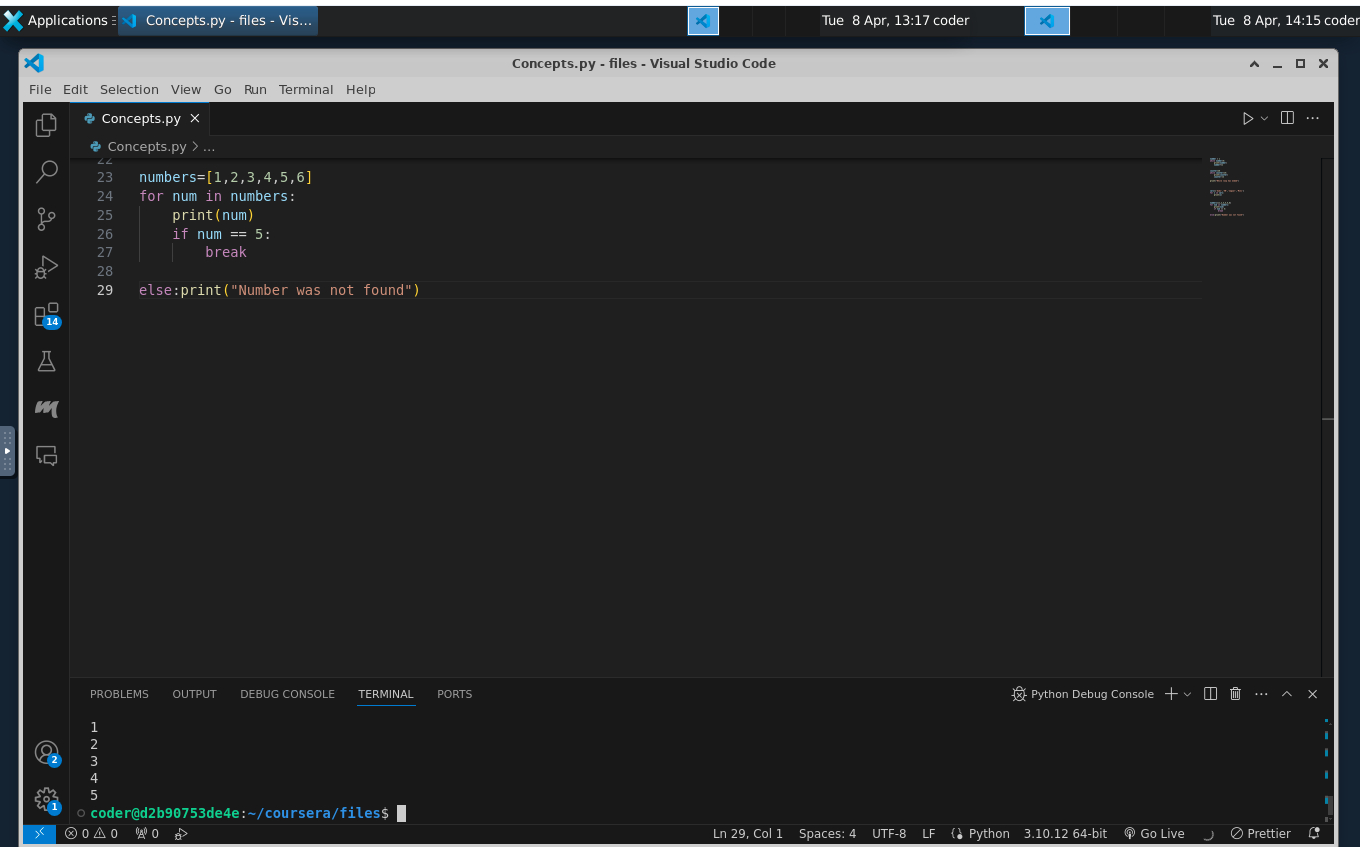 Applications Concepts.py - files - Vis... Tue 8 Apr, 13:17 coder Tue 8 Apr, 14:15 coder
Concepts.py - files - Visual Studio Code
File Edit Selection View Go Run Terminal Help
Concepts.py
Concepts.py > ...
22
23 numbers=[1,2,3,4,5,6]
24 for num in numbers:
25 print(num)
26 if num == 5:
27 break
28
29 else:print("Number was not found")
14
PROBLEMS OUTPUT DEBUG CONSOLE TERMINAL PORTS Python Debug Console
1
2
3
4
5
coder@d2b90753de4e:~/coursera/files$
2
1
0 0 0 Ln 29, Col 1 Spaces: 4 UTF-8 LF Python 3.10.12 64-bit Go Live Prettier